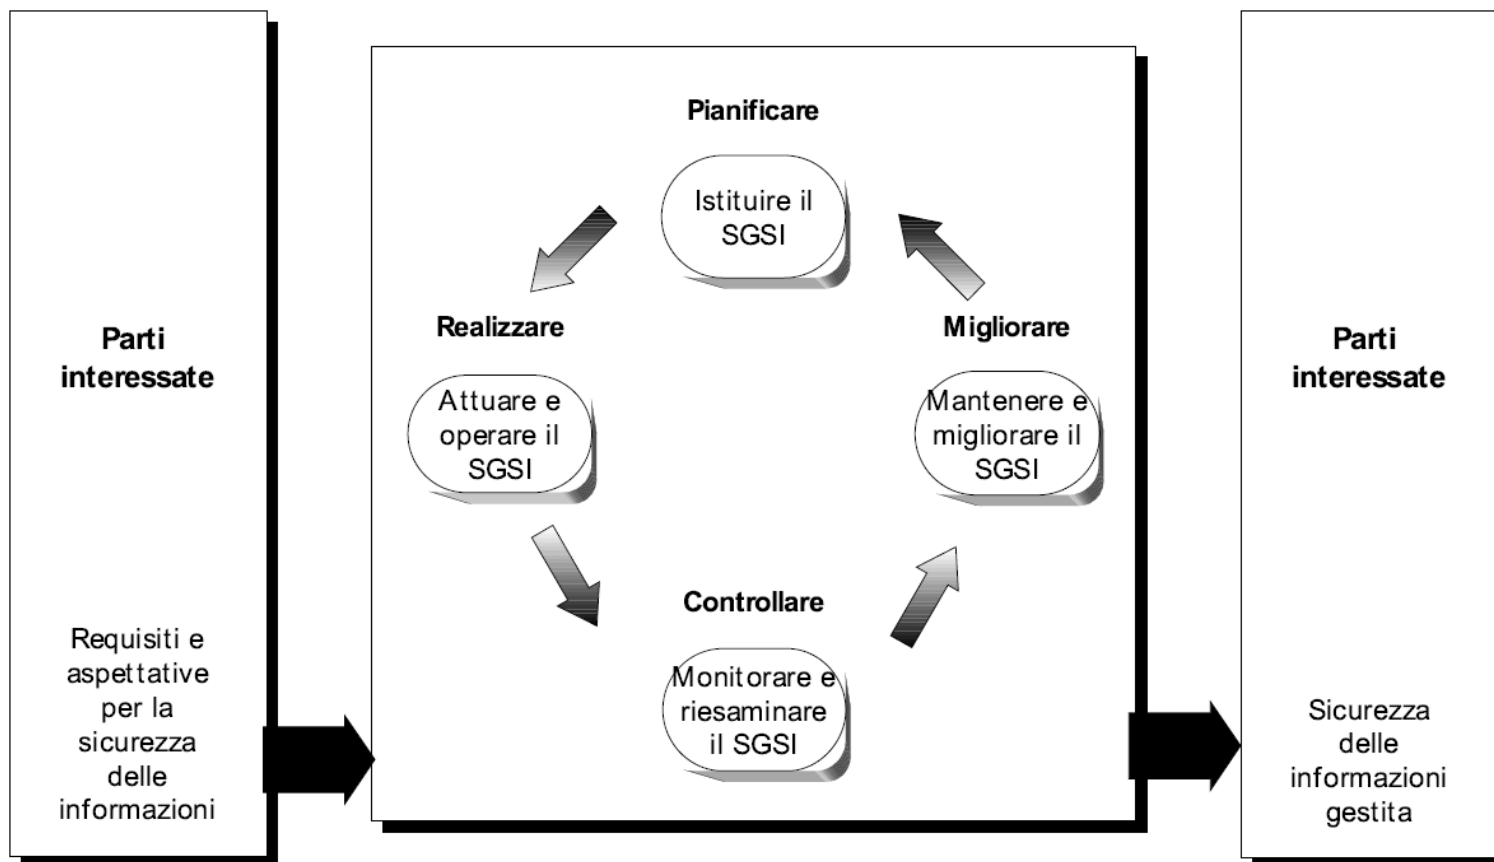 Parti
interessate
Requisiti e
aspettative
per la
sicurezza
delle
informazioni
Pianificare
Istituire il
SGSI
Realizzare
Attuare e
operare il
SGSI
Migliorare
Mantenere e
migliorare il
SGSI
Controllare
Monitorare e
riesaminare
il SGSI
Parti
interessate
Sicurezza
delle
informazioni
gestita